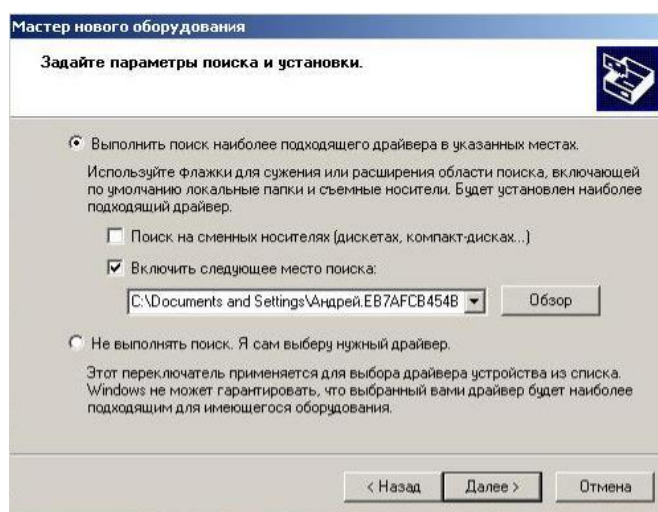 Мастер нового оборудования
Задайте параметры поиска и установки.
Выполнить поиск наиболее подходящего драйвера в указанных местах.
Используйте флажки для сужения или расширения области поиска, включающей
по умолчанию локальные папки и съемные носители. Будет установлен наиболее
подходящий драйвер.
Поиск на сменных носителях (дискетах, компакт-дисках...)
Включить следующее место поиска:
C:\Documents and Settings\Андрей.EB7AFCB454B
Обзор
Не выполнять поиск. Я сам выберу нужный драйвер.
Этот переключатель применяется для выбора драйвера устройства из списка.
Windows не может гарантировать, что выбранный вами драйвер будет наиболее
подходящим для имеющегося оборудования.
< Назад Далее > Отмена